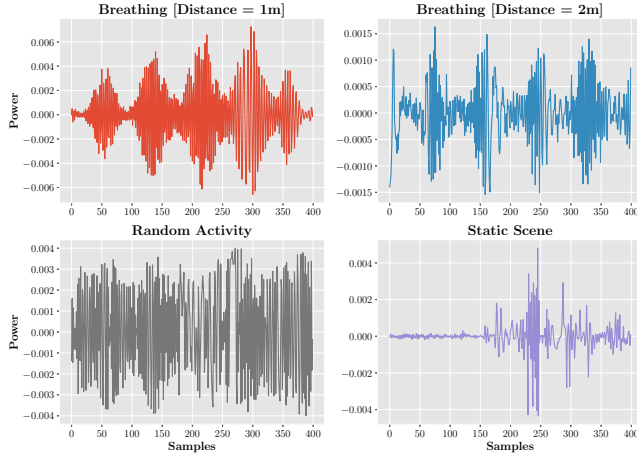 Breathing [Distance = 1m]
Breathing [Distance = 2m]
Power
0.006
0.004
0.002
0.000
−0.002
−0.004
−0.006
0 50 100 150 200 250 300 350 400
0.0015
0.0010
0.0005
0.0000
−0.0005
−0.0010
−0.0015
0 50 100 150 200 250 300 350 400
Random Activity
Static Scene
Power
0.004
0.003
0.002
0.001
0.000
−0.001
−0.002
−0.003
−0.004
0 50 100 150 200 250 300 350 400
Samples
0.004
0.002
0.000
−0.002
−0.004
0 50 100 150 200 250 300 350 400
Samples